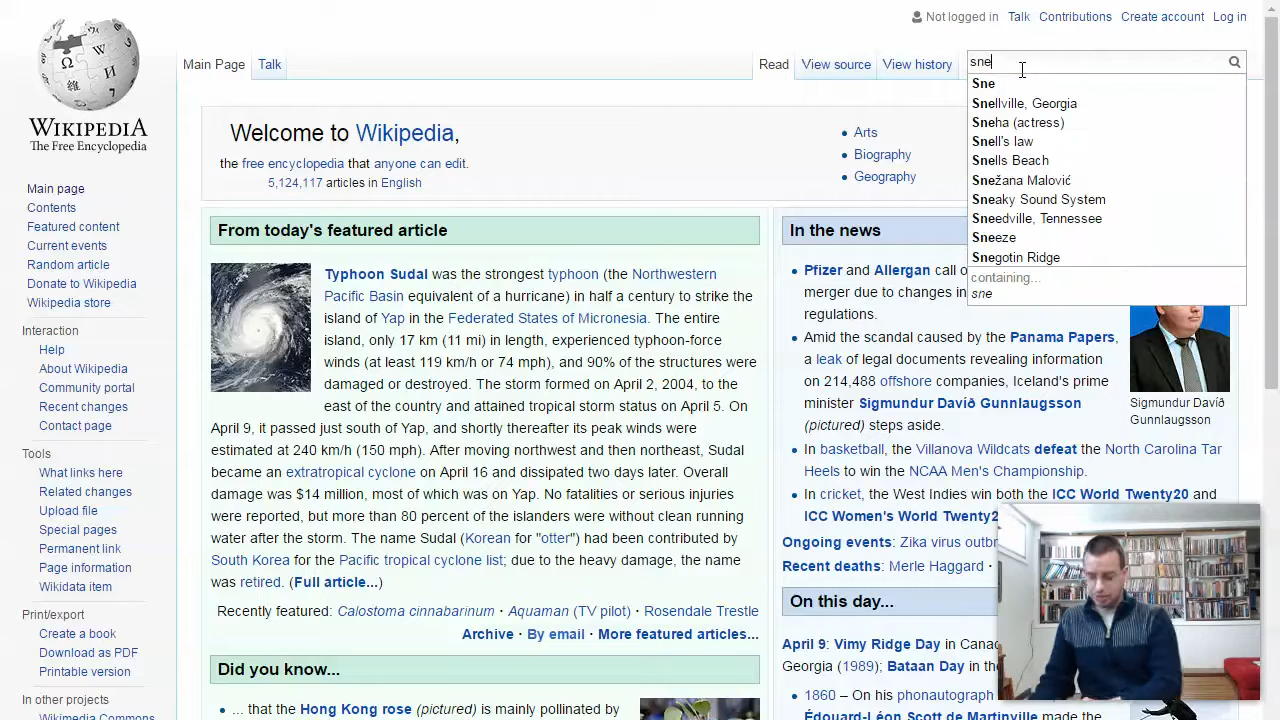 Not logged in Talk Contributions Create account Log in
Main Page Talk Read View source View history sne
WIKIPEDIA
The Free Encyclopedia
Main page
Contents
Featured content
Current events
Random article
Donate to Wikipedia
Wikipedia store
Interaction
Help
About Wikipedia
Community portal
Recent changes
Contact page
Tools
What links here
Related changes
Upload file
Special pages
Permanent link
Page information
Wikidata item
Print/export
Create a book
Download as PDF
Printable version
In other projects
Wikimedia Commons
Welcome to Wikipedia,
the free encyclopedia that anyone can edit.
5,124,117 articles in English
• Arts
• Biography
• Geography
Sne
Snellville, Georgia
Sneha (actress)
Snell's law
Snells Beach
Snežana Malović
Sneaky Sound System
Sneedville, Tennessee
Sneeze
Snegotin Ridge
containing...
sne
From today's featured article
Typhoon Sudal was the strongest typhoon (the Northwestern
Pacific Basin equivalent of a hurricane) in half a century to strike the
island of Yap in the Federated States of Micronesia. The entire
island, only 17 km (11 mi) in length, experienced typhoon-force
winds (at least 119 km/h or 74 mph), and 90% of the structures were
damaged or destroyed. The storm formed on April 2, 2004, to the
east of the country and attained tropical storm status on April 5. On
April 9, it passed just south of Yap, and shortly thereafter its peak winds were
estimated at 240 km/h (150 mph). After moving northwest and then northeast, Sudal
became an extratropical cyclone on April 16 and dissipated two days later. Overall
damage was $14 million, most of which was on Yap. No fatalities or serious injuries
were reported, but more than 80 percent of the islanders were without clean running
water after the storm. The name Sudal (Korean for "otter") had been contributed by
South Korea for the Pacific tropical cyclone list; due to the heavy damage, the name
was retired. (Full article...)
Recently featured: Calostoma cinnabarinum · Aquaman (TV pilot) · Rosendale Trestle
Archive · By email · More featured articles...
Did you know...
• ... that the Hong Kong rose (pictured) is mainly pollinated by
In the news
• Pfizer and Allergan call o
merger due to changes in
regulations.
• Amid the scandal caused by the Panama Papers,
a leak of legal documents revealing information
on 214,488 offshore companies, Iceland's prime
minister Sigmundur Davíð Gunnlaugsson
(pictured) steps aside.
Sigmundur Davíð
Gunnlaugsson
• In basketball, the Villanova Wildcats defeat the North Carolina Tar
Heels to win the NCAA Men's Championship.
• In cricket, the West Indies win both the ICC World Twenty20 and
ICC Women's World Twenty2
Ongoing events: Zika virus outbr
Recent deaths: Merle Haggard ·
On this day...
April 9: Vimy Ridge Day in Canad
Georgia (1989); Bataan Day in the
• 1860 – On his phonautograph
Édouard-Léon Scott de Martinville made the